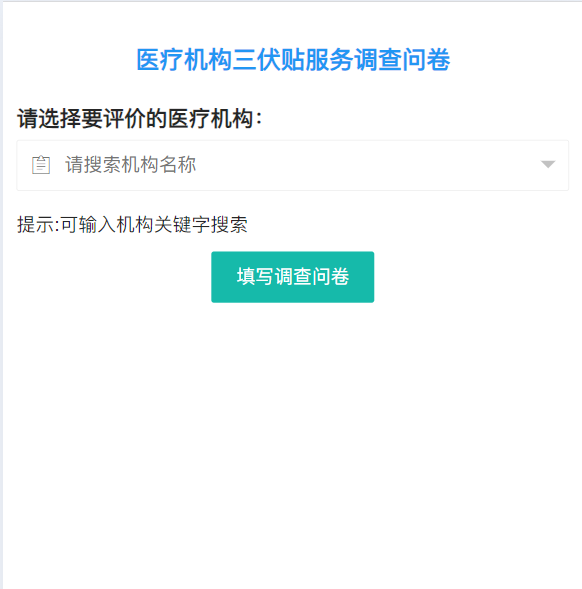 医疗机构三伏贴服务调查问卷
请选择要评价的医疗机构：
请搜索机构名称
提示:可输入机构关键字搜索
填写调查问卷